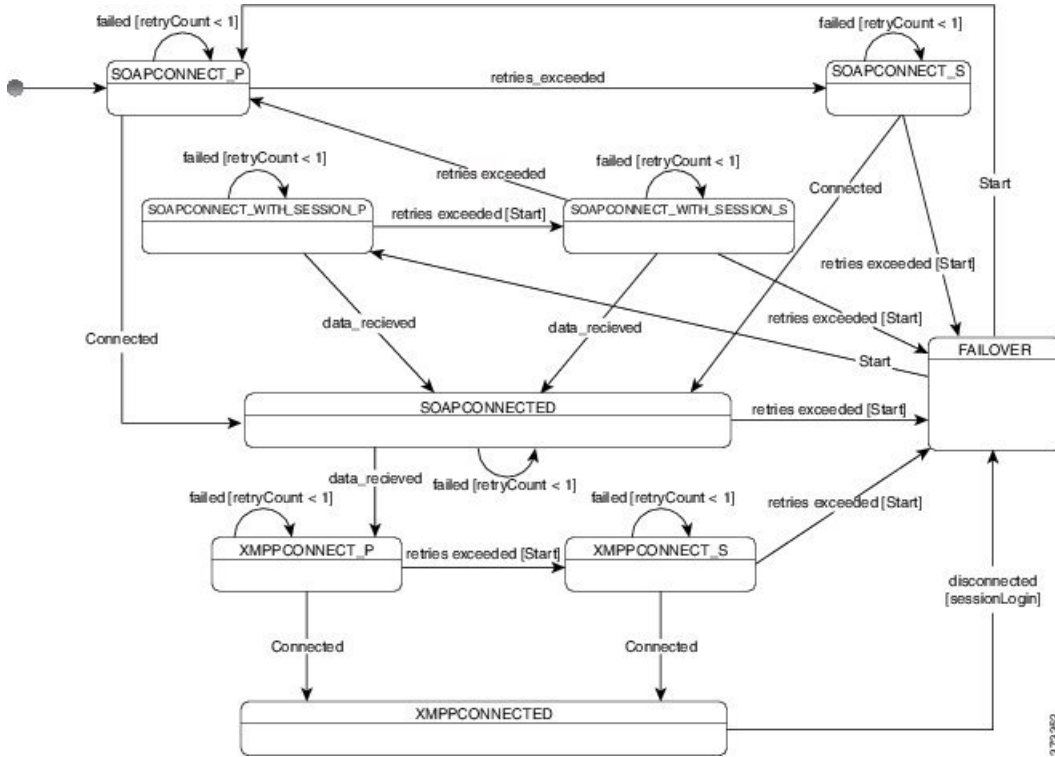 failed [retryCount < 1]
failed [retryCount < 1]
SOAPCONNECT_P
SOAPCONNECT_S
retries_exceeded
failed [retryCount < 1]
failed [retryCount < 1]
retries exceeded
Connected
Start
SOAPCONNECT_WITH_SESSION_P
retries exceeded [Start]
SOAPCONNECT_WITH_SESSION_S
retries exceeded [Start]
data_recieved
data_recieved
retries exceeded [Start]
Connected
Start
FAILOVER
SOAPCONNECTED
retries exceeded [Start]
data_recieved
failed [retryCount < 1]
failed [retryCount < 1]
failed [retryCount < 1]
retries exceeded [Start]
XMPPCONNECT_P
retries exceeded [Start]
XMPPCONNECT_S
disconnected
[sessionLogin]
Connected
Connected
XMPPCONNECTED